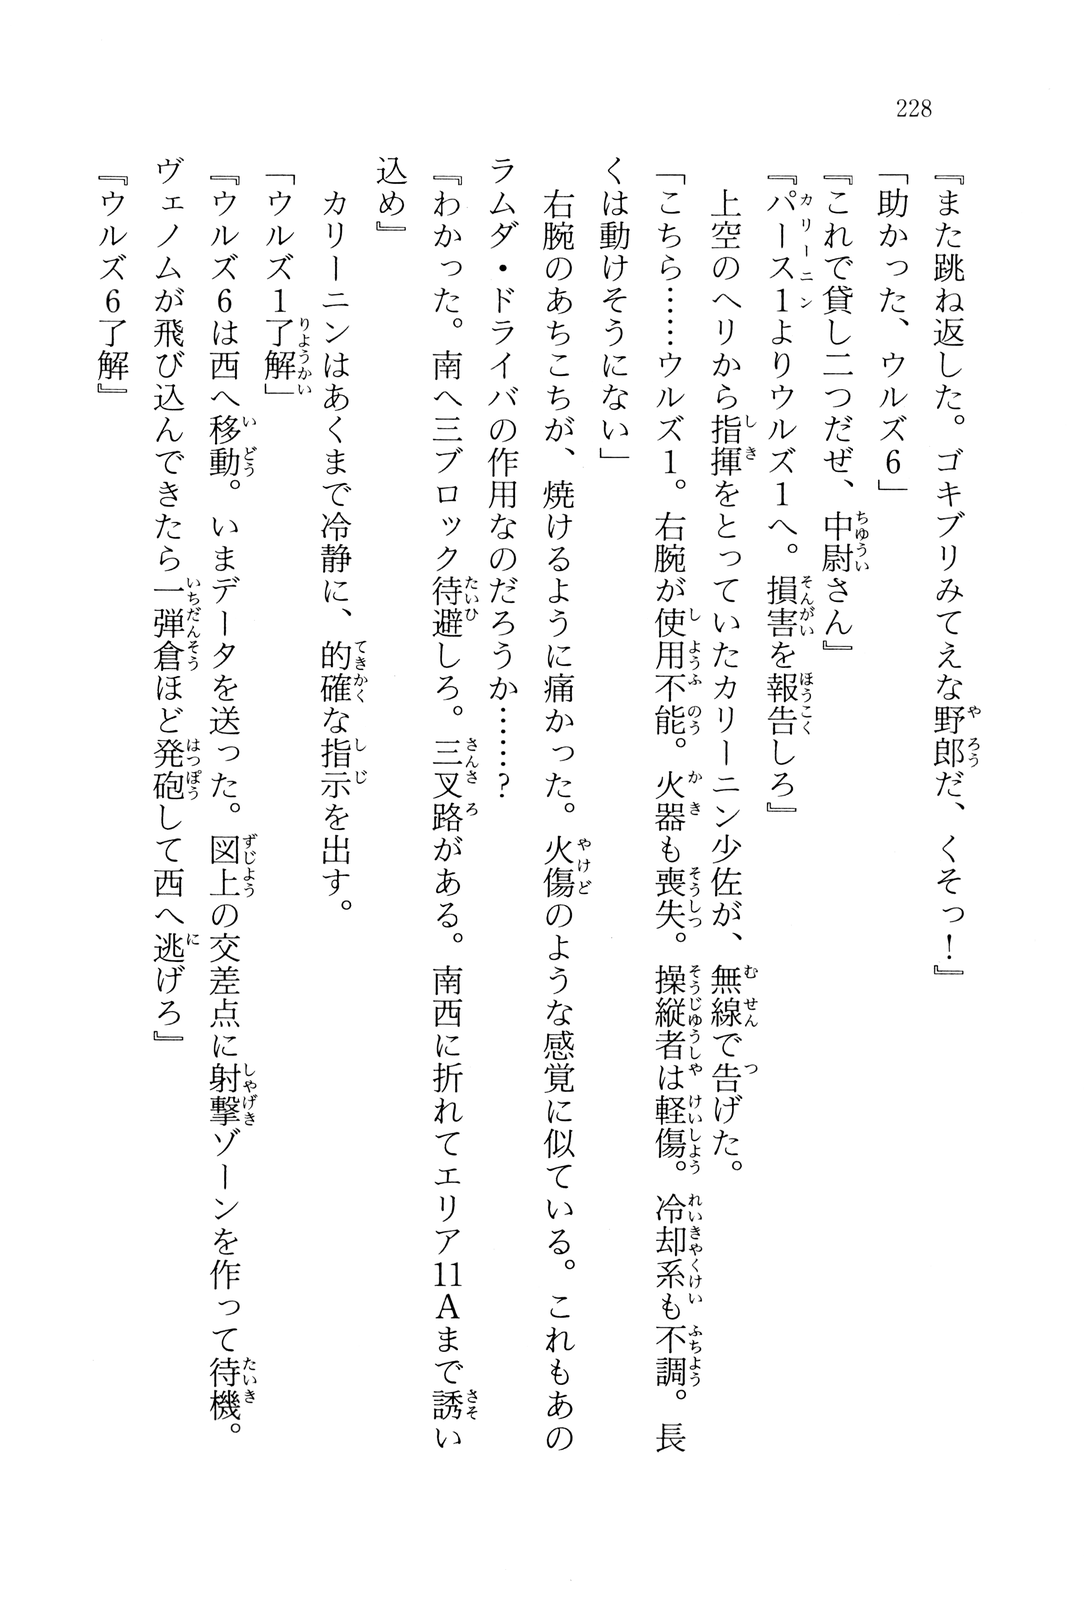 228
『また跳ね返した。ゴキブリみてえな野郎だ、くそっ！』
「助かった、ウルズ6」
『これで貸し二つだぜ、中尉さん』
『パース1よりウルズ1へ。損害を報告しろ』
上空のヘリから指揮をとっていたカリーニン少佐が、無線で告げた。
「こちら……ウルズ1。右腕が使用不能。火器も喪失。操縦者は軽傷。冷却系も不調。長
くは動けそうにない」
右腕のあちこちが、焼けるように痛かった。火傷のような感覚に似ている。これもあの
ラムダ・ドライバの作用なのだろうか……？
『わかった。南へ三ブロック待避しろ。三叉路がある。南西に折れてエリア11Aまで誘い
込め』
カリーニンはあくまで冷静に、的確な指示を出す。
「ウルズ1了解」
『ウルズ6は西へ移動。いまデータを送った。図上の交差点に射撃ゾーンを作って待機。
ヴェノムが飛び込んできたら一弾倉ほど発砲して西へ逃げろ』
『ウルズ6了解』